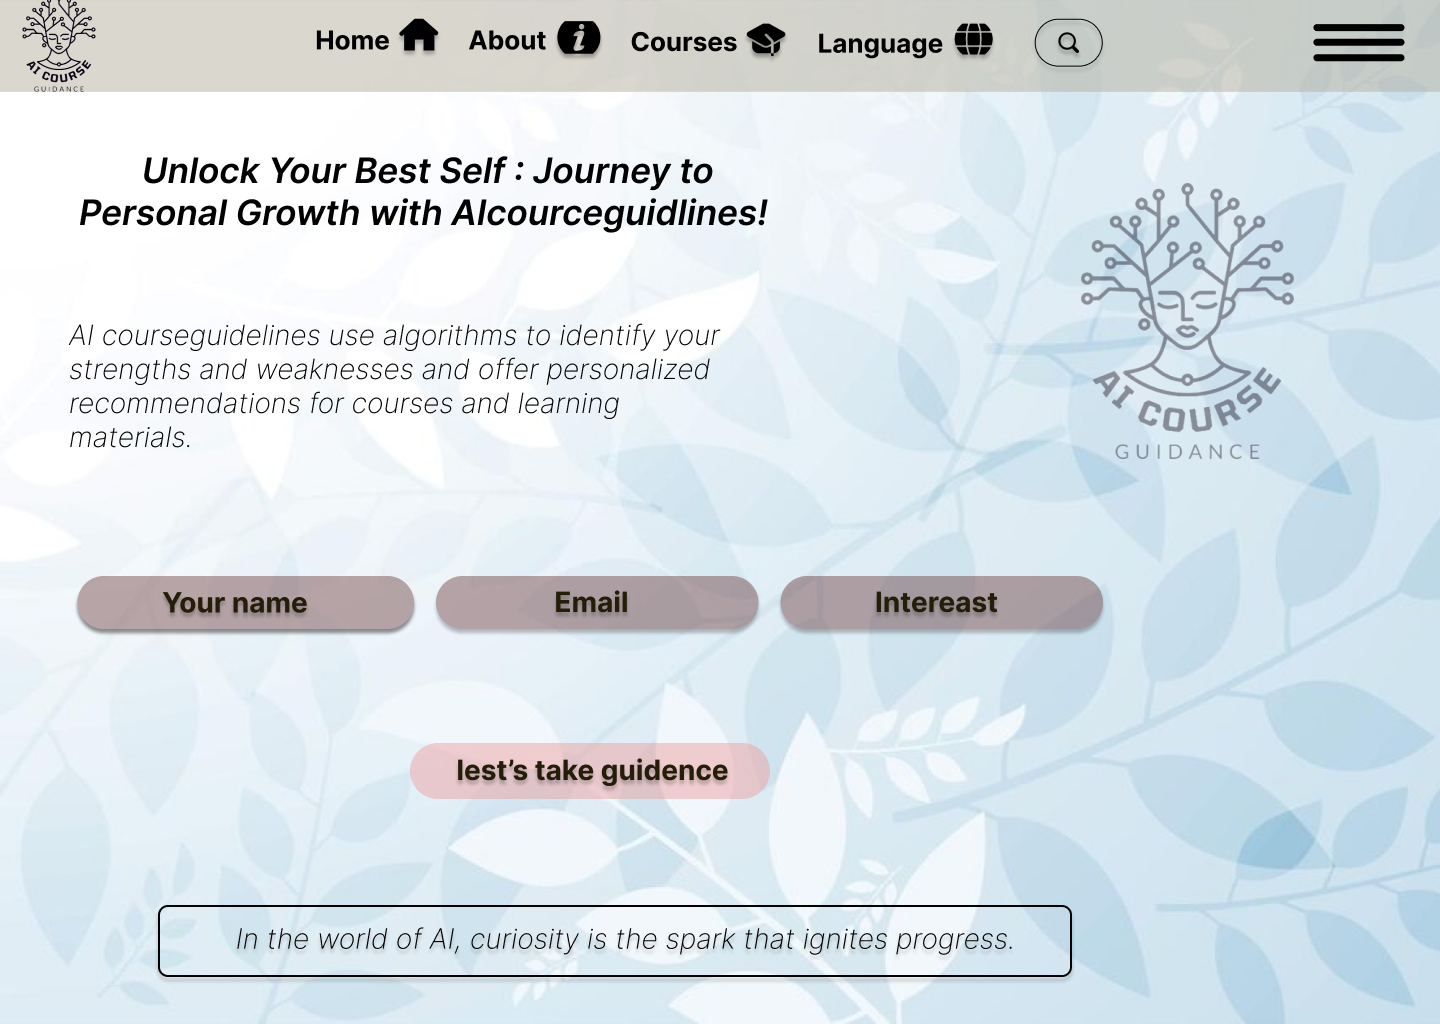 AI COURSE
GUIDANCE
Home
About
Courses
Language
Unlock Your Best Self : Journey to
Personal Growth with AIcourceguidlines!
AI courseguidelines use algorithms to identify your
strengths and weaknesses and offer personalized
recommendations for courses and learning
materials.
AI COURSE
GUIDANCE
Your name
Email
Intereast
lest’s take guidence
In the world of AI, curiosity is the spark that ignites progress.